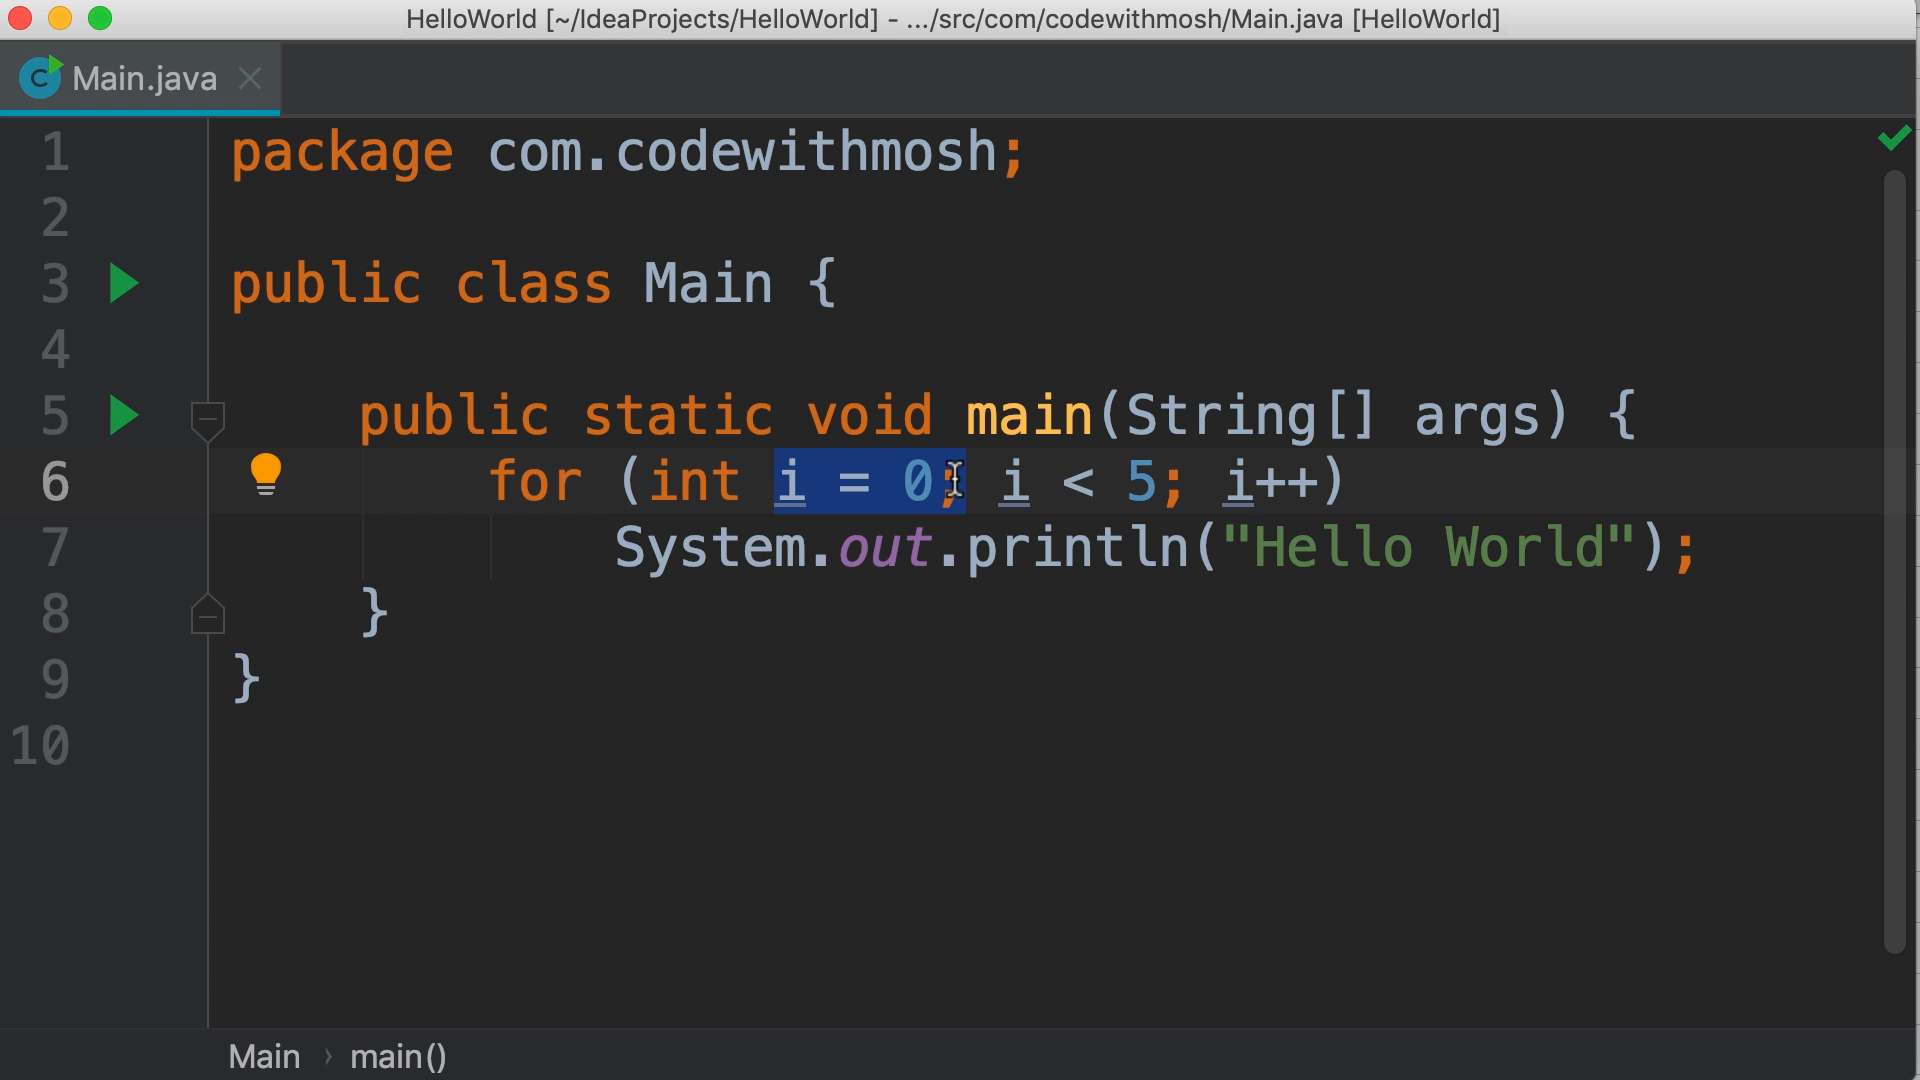 HelloWorld [~/IdeaProjects/HelloWorld] - .../src/com/codewithmosh/Main.java [HelloWorld]
C Main.java
1 package com.codewithmosh;
2
3 public class Main {
4
5 public static void main(String[] args) {
6 for (int i = 0; i < 5; i++)
7 System.out.println("Hello World");
8 }
9 }
10
Main › main()